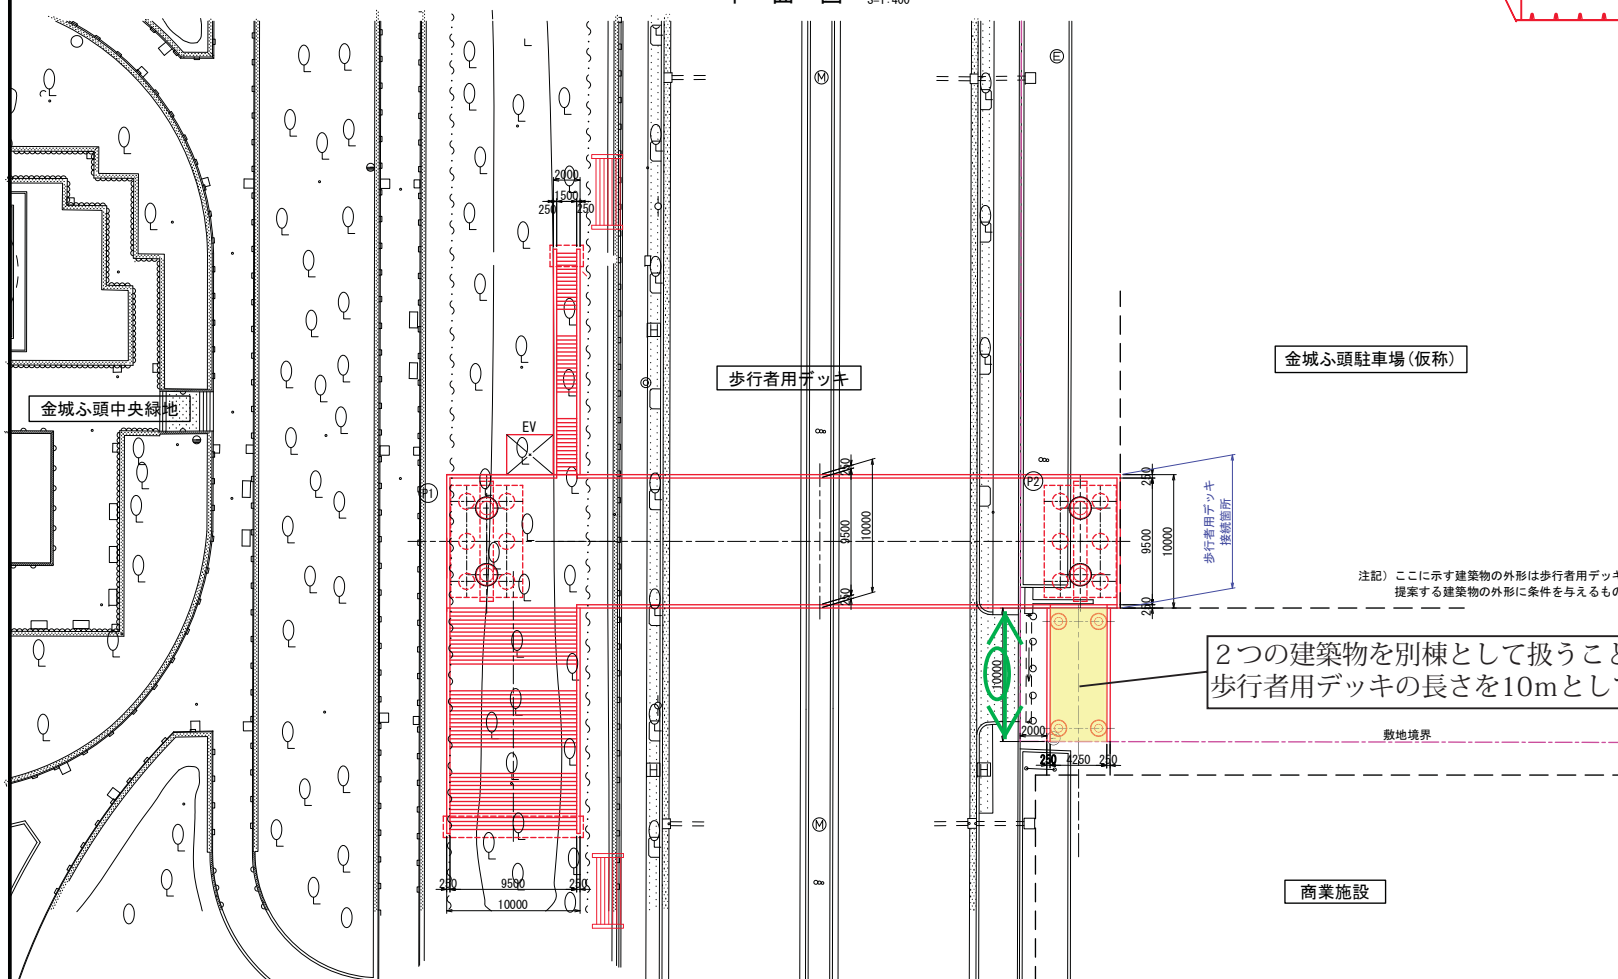 平 面 図 S=1:400
E
M
2000
1500
250
250
金城ふ頭駐車場(仮称)
歩行者用デッキ
金城ふ頭中央緑地
EV
P1
P2
250
9500
10000
250
250
9500
10000
250
歩行者用デッキ
接続箇所
注記) ここに示す建築物の外形は歩行者用デッキ
提案する建築物の外形に条件を与えるもの
2つの建築物を別棟として扱うこと
歩行者用デッキの長さを10mとして
10000
2000
敷地境界
250
4250
250
M
250
9500
250
10000
商業施設